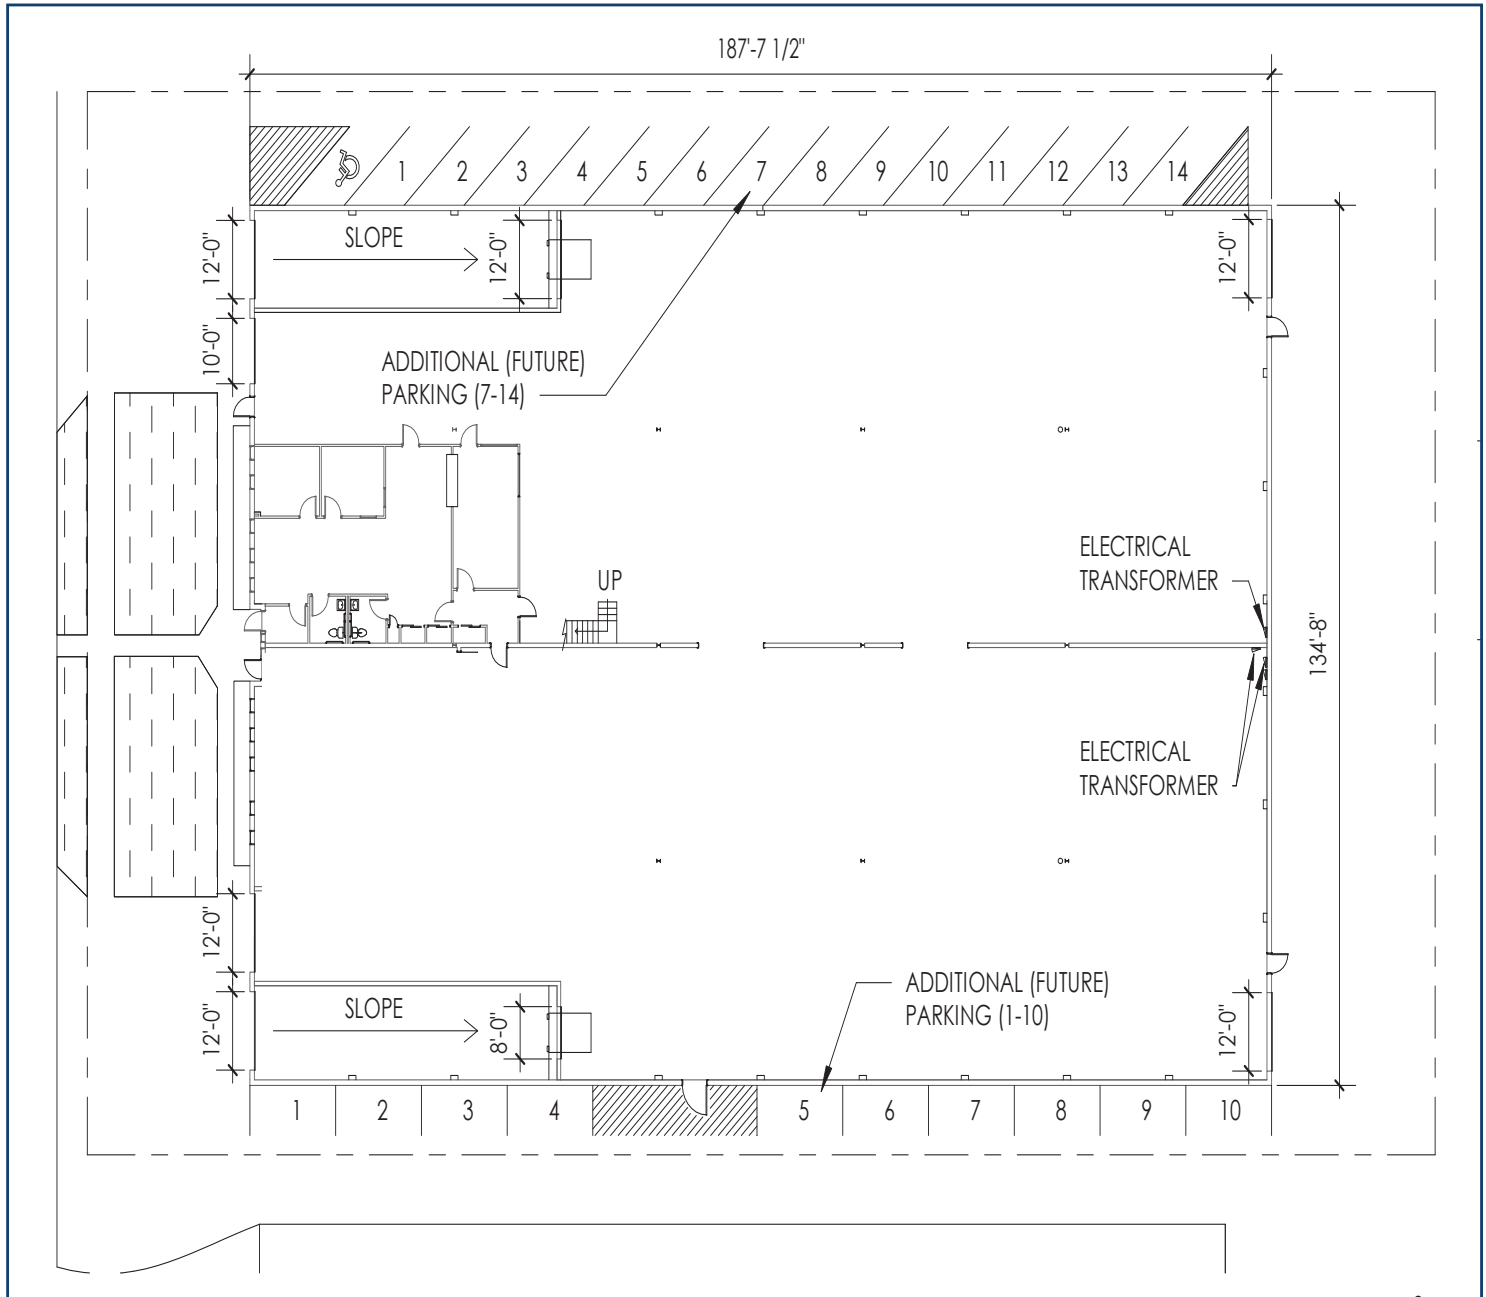 187'-7 1/2"
1 2 3 4 5 6 7 8 9 10 11 12 13 14
12'-0"
SLOPE
12'-0"
12'-0"
10'-0"
ADDITIONAL (FUTURE)
PARKING (7-14)
ELECTRICAL
TRANSFORMER
UP
134'-8"
ELECTRICAL
TRANSFORMER
12'-0"
ADDITIONAL (FUTURE)
PARKING (1-10)
12'-0"
SLOPE
8'-0"
12'-0"
1 2 3 4 5 6 7 8 9 10